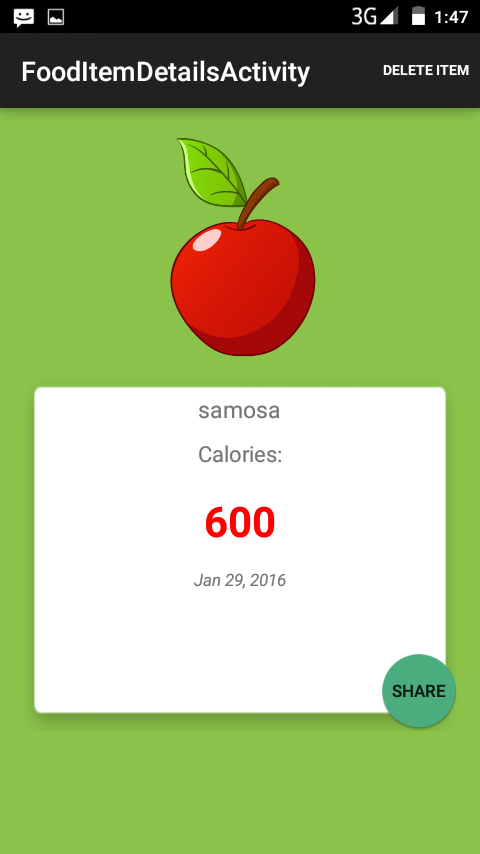 3G 1:47
FoodItemDetailsActivity DELETE ITEM
samosa
Calories:
600
Jan 29, 2016
SHARE